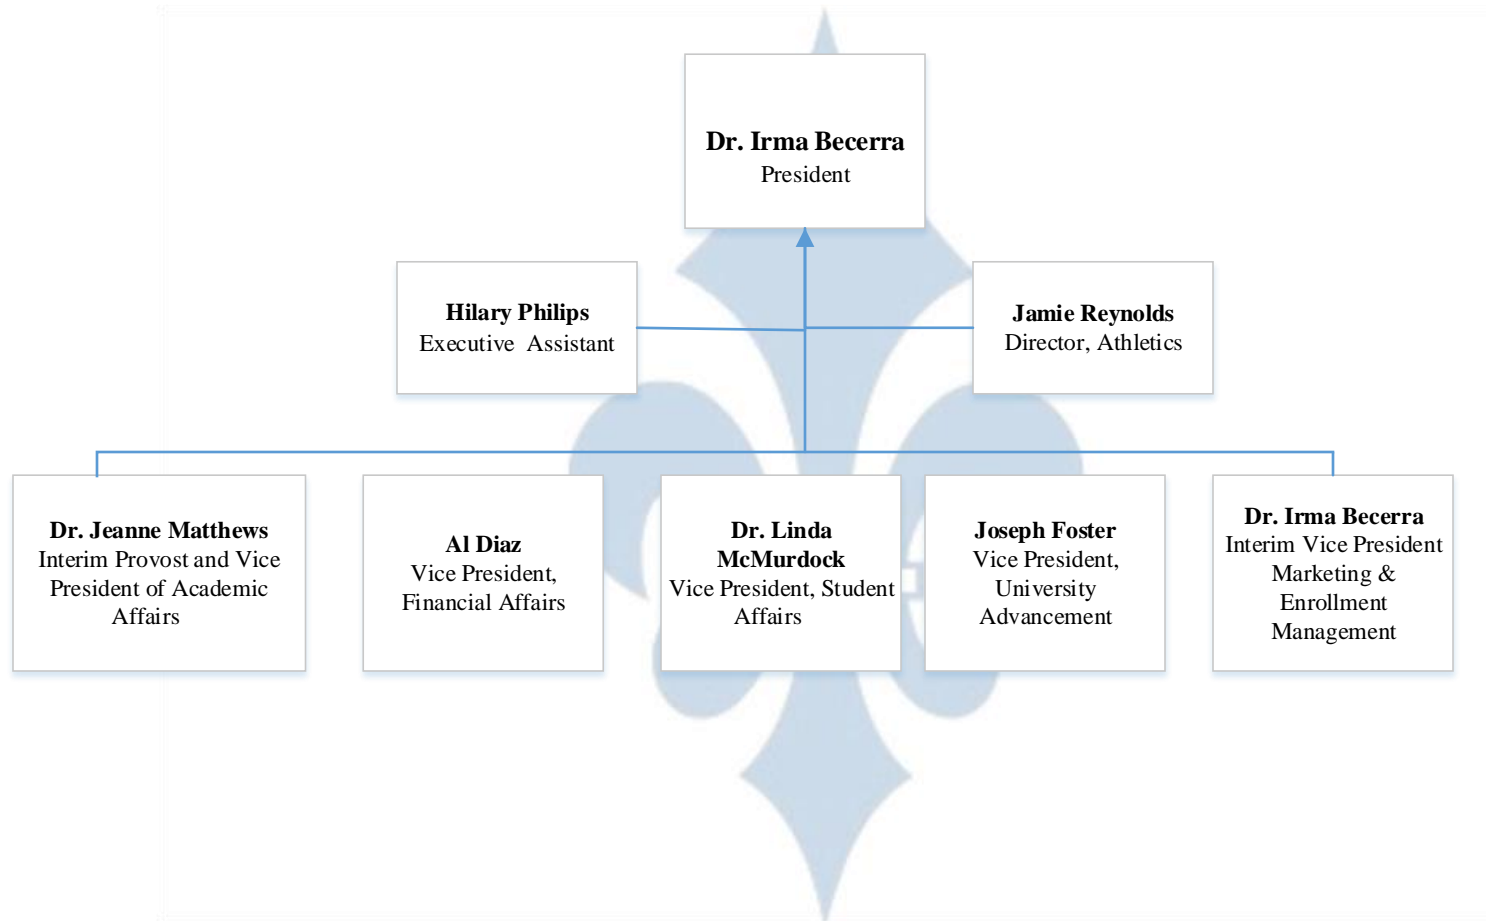 Dr. Irma Becerra
President
Hilary Philips
Executive Assistant
Jamie Reynolds
Director, Athletics
Dr. Jeanne Matthews
Interim Provost and Vice
President of Academic
Affairs
Al Diaz
Vice President,
Financial Affairs
Dr. Linda
McMurdock
Vice President, Student
Affairs
Joseph Foster
Vice President,
University
Advancement
Dr. Irma Becerra
Interim Vice President
Marketing &
Enrollment
Management